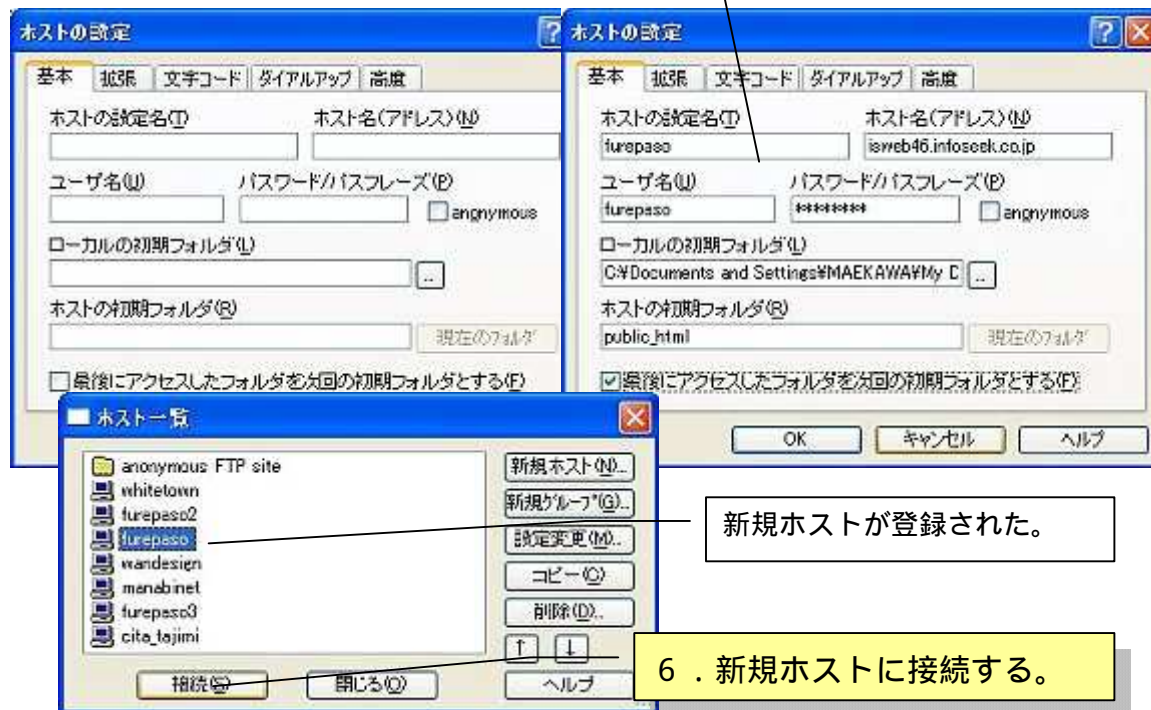 ホストの設定
基本 拡張 文字コード ダイアルアップ 高度
ホストの設定名(T) ホスト名(アドレス)(N)
ユーザ名(U) パスワード/パスフレーズ(P)
anonymous
ローカルの初期フォルダ(L)
..
ホストの初期フォルダ(R)
現在のフォルダ
最後にアクセスしたフォルダを次回の初期フォルダとする(F)
ホストの設定
基本 拡張 文字コード ダイアルアップ 高度
ホストの設定名(T) ホスト名(アドレス)(N)
furepaso isweb46.infoseek.co.jp
ユーザ名(U) パスワード/パスフレーズ(P)
furepaso ******** anonymous
ローカルの初期フォルダ(L)
C:¥Documents and Settings¥MAEKAWA¥My D ..
ホストの初期フォルダ(R)
public_html 現在のフォルダ
最後にアクセスしたフォルダを次回の初期フォルダとする(F)
OK キャンセル ヘルプ
ホスト一覧
anonymous FTP site
whitetown
furepaso2
furepaso
wandesign
manabinet
furepaso3
cita_tajimi
新規ホスト(N)..
新規グループ(G)..
設定変更(M)..
コピー(C)
削除(D)..
↑ ↓
接続(S) 閉じる(O) ヘルプ
新規ホストが登録された。
6．新規ホストに接続する。